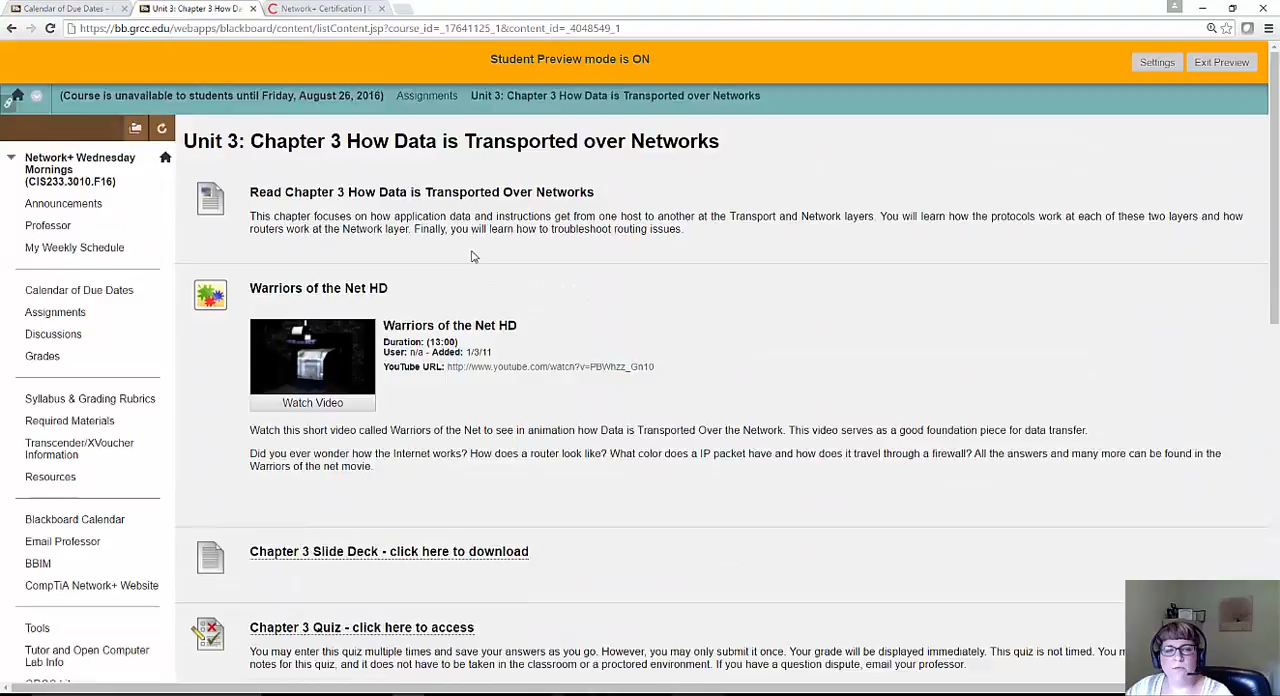 Calendar of Due Dates –
Unit 3: Chapter 3 How Da
Network+ Certification |
https://bb.grcc.edu/webapps/blackboard/content/listContent.jsp?course_id=_17641125_1&content_id=_4048549_1
Student Preview mode is ON
Settings
Exit Preview
(Course is unavailable to students until Friday, August 26, 2016)
Assignments
Unit 3: Chapter 3 How Data is Transported over Networks
Network+ Wednesday
Mornings
(CIS233.3010.F16)
Announcements
Professor
My Weekly Schedule
Calendar of Due Dates
Assignments
Discussions
Grades
Syllabus & Grading Rubrics
Required Materials
Transcender/XVoucher
Information
Resources
Blackboard Calendar
Email Professor
BBIM
CompTiA Network+ Website
Tools
Tutor and Open Computer
Lab Info
Unit 3: Chapter 3 How Data is Transported over Networks
Read Chapter 3 How Data is Transported Over Networks
This chapter focuses on how application data and instructions get from one host to another at the Transport and Network layers. You will learn how the protocols work at each of these two layers and how
routers work at the Network layer. Finally, you will learn how to troubleshoot routing issues.
Warriors of the Net HD
Warriors of the Net HD
Duration: (13:00)
User: n/a - Added: 1/3/11
YouTube URL: http://www.youtube.com/watch?v=PBWhzz_Gn10
Watch Video
Watch this short video called Warriors of the Net to see in animation how Data is Transported Over the Network. This video serves as a good foundation piece for data transfer.
Did you ever wonder how the Internet works? How does a router look like? What color does a IP packet have and how does it travel through a firewall? All the answers and many more can be found in the
Warriors of the net movie.
Chapter 3 Slide Deck - click here to download
Chapter 3 Quiz - click here to access
You may enter this quiz multiple times and save your answers as you go. However, you may only submit it once. Your grade will be displayed immediately. This quiz is not timed. You m
notes for this quiz, and it does not have to be taken in the classroom or a proctored environment. If you have a question dispute, email your professor.